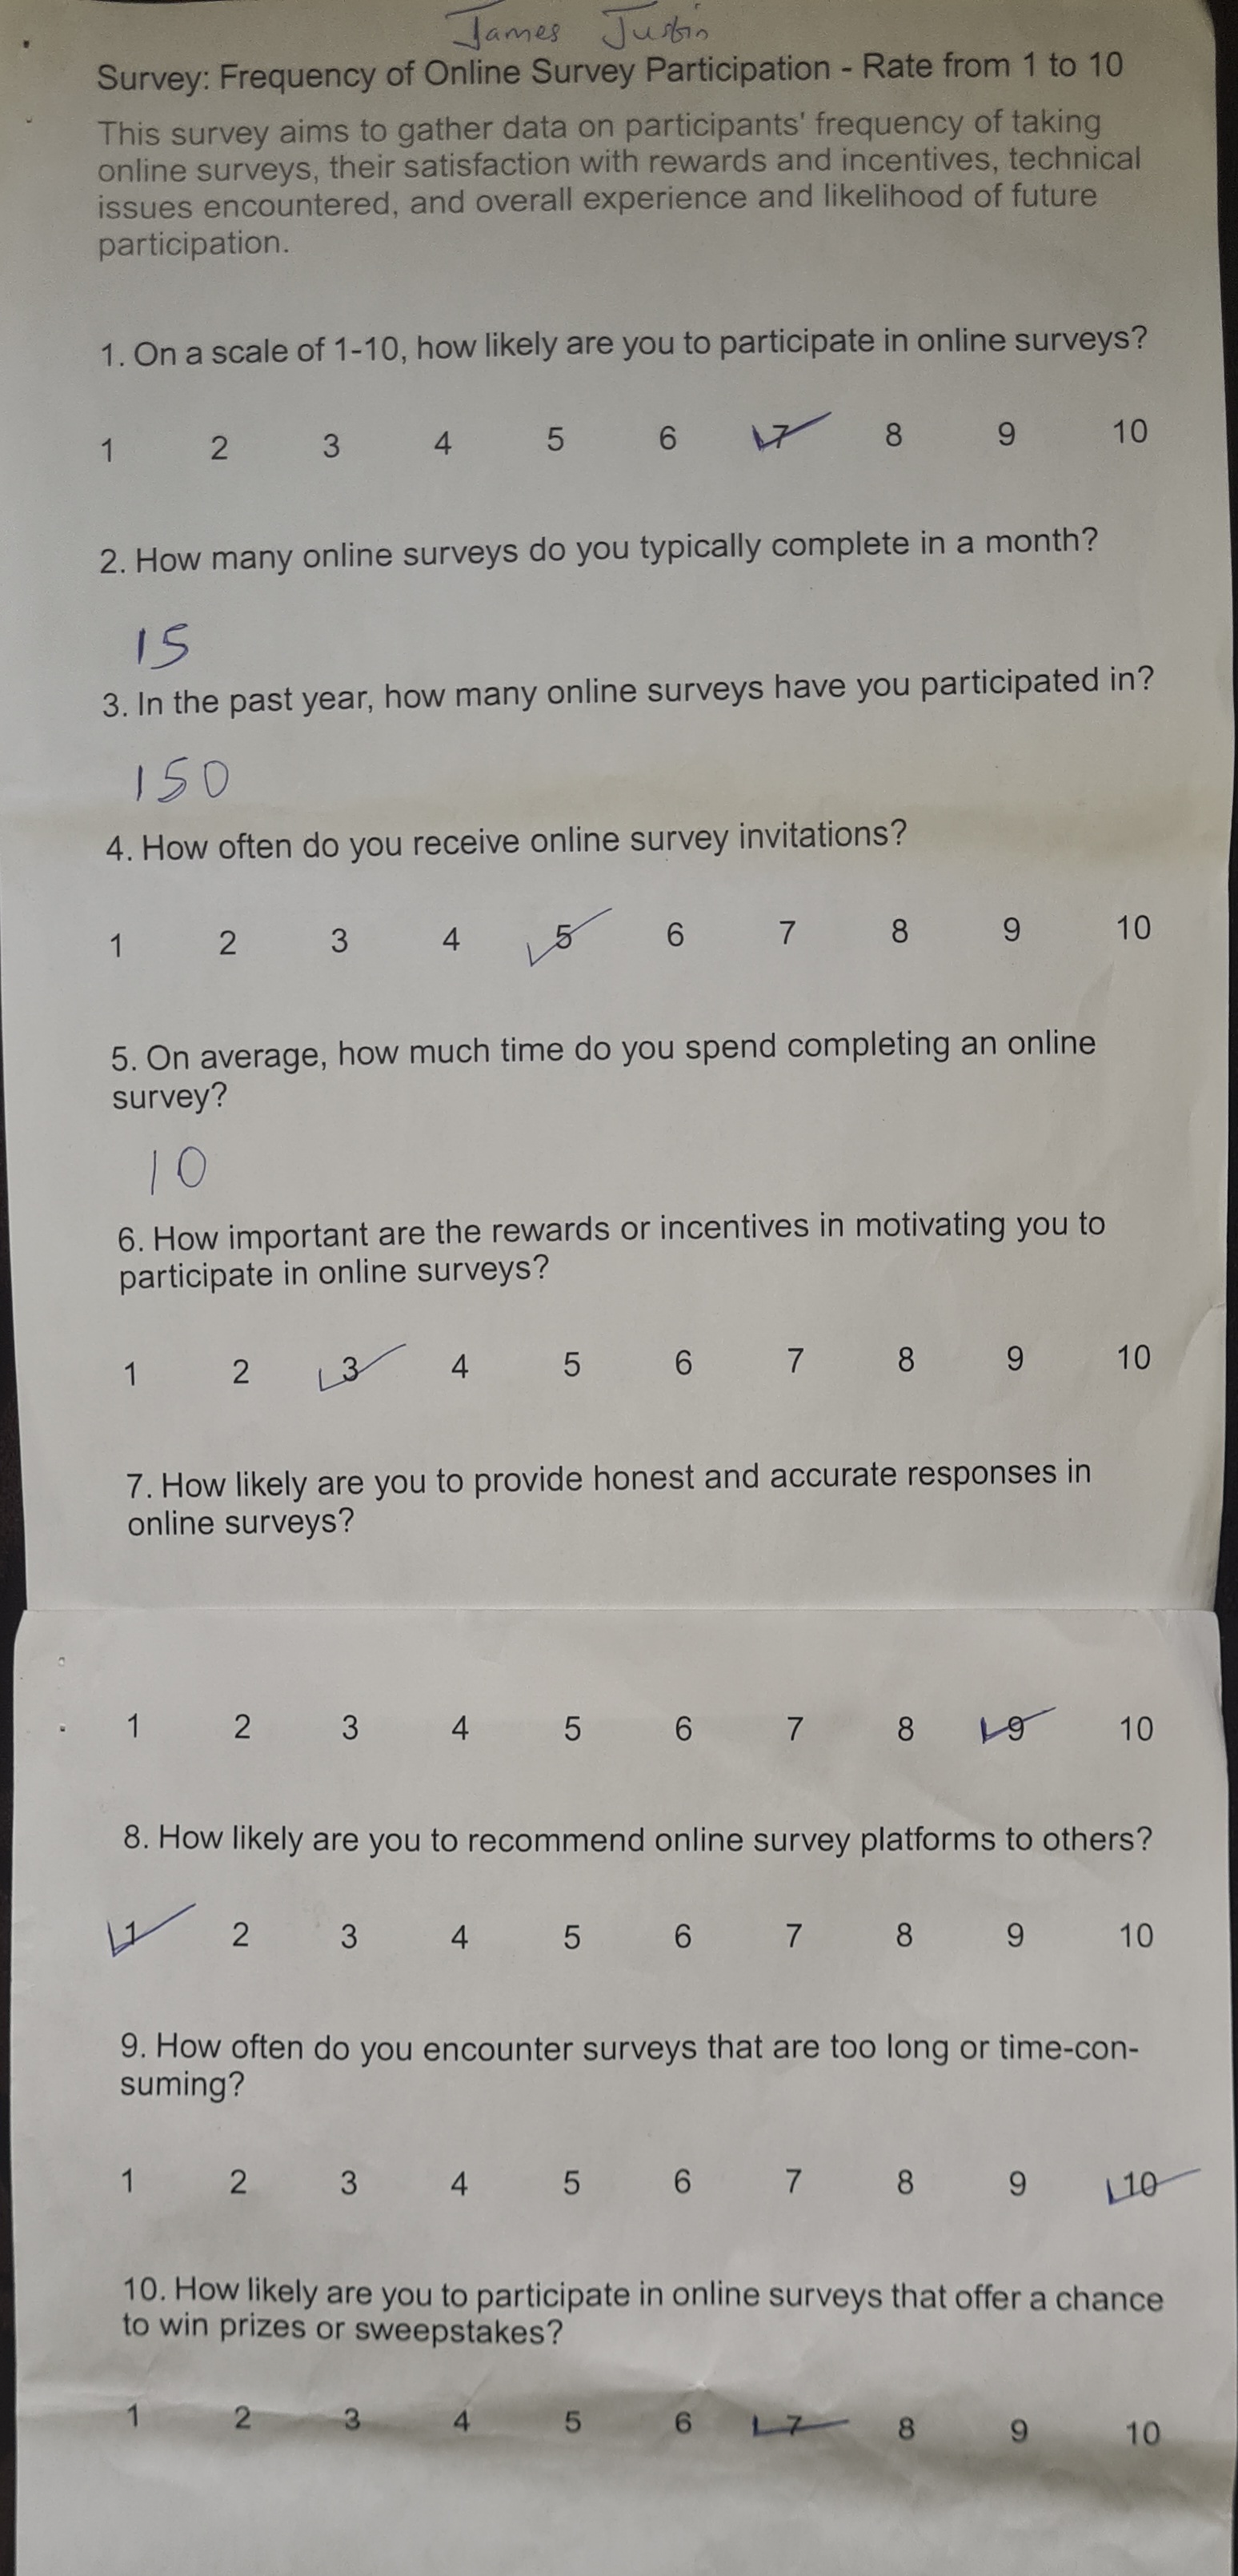 James Justin
Survey: Frequency of Online Survey Participation - Rate from 1 to 10
This survey aims to gather data on participants' frequency of taking
online surveys, their satisfaction with rewards and incentives, technical
issues encountered, and overall experience and likelihood of future
participation.
1. On a scale of 1-10, how likely are you to participate in online surveys?
1 2 3 4 5 6 7 8 9 10
2. How many online surveys do you typically complete in a month?
15
3. In the past year, how many online surveys have you participated in?
150
4. How often do you receive online survey invitations?
1 2 3 4 5 6 7 8 9 10
5. On average, how much time do you spend completing an online
survey?
10
6. How important are the rewards or incentives in motivating you to
participate in online surveys?
1 2 3 4 5 6 7 8 9 10
7. How likely are you to provide honest and accurate responses in
online surveys?
1 2 3 4 5 6 7 8 9 10
8. How likely are you to recommend online survey platforms to others?
1 2 3 4 5 6 7 8 9 10
9. How often do you encounter surveys that are too long or time-con-
suming?
1 2 3 4 5 6 7 8 9 10
10. How likely are you to participate in online surveys that offer a chance
to win prizes or sweepstakes?
1 2 3 4 5 6 7 8 9 10